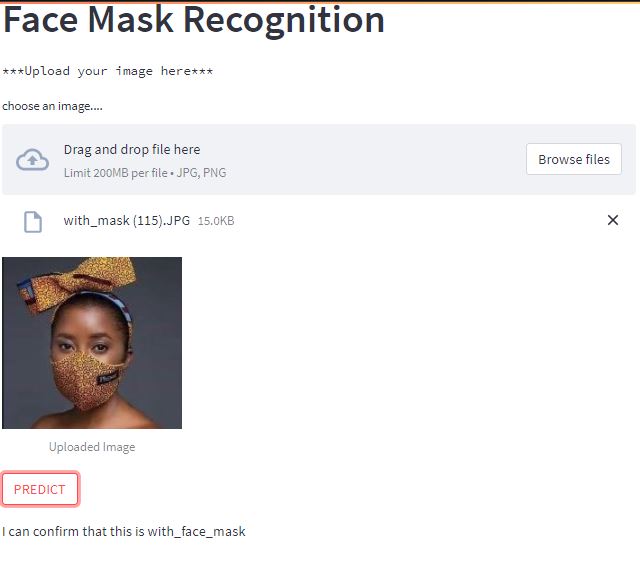 Face Mask Recognition
***Upload your image here***
choose an image....
Drag and drop file here
Browse files
Limit 200MB per file • JPG, PNG
with_mask (115).JPG 15.0KB
Uploaded Image
PREDICT
I can confirm that this is with_face_mask